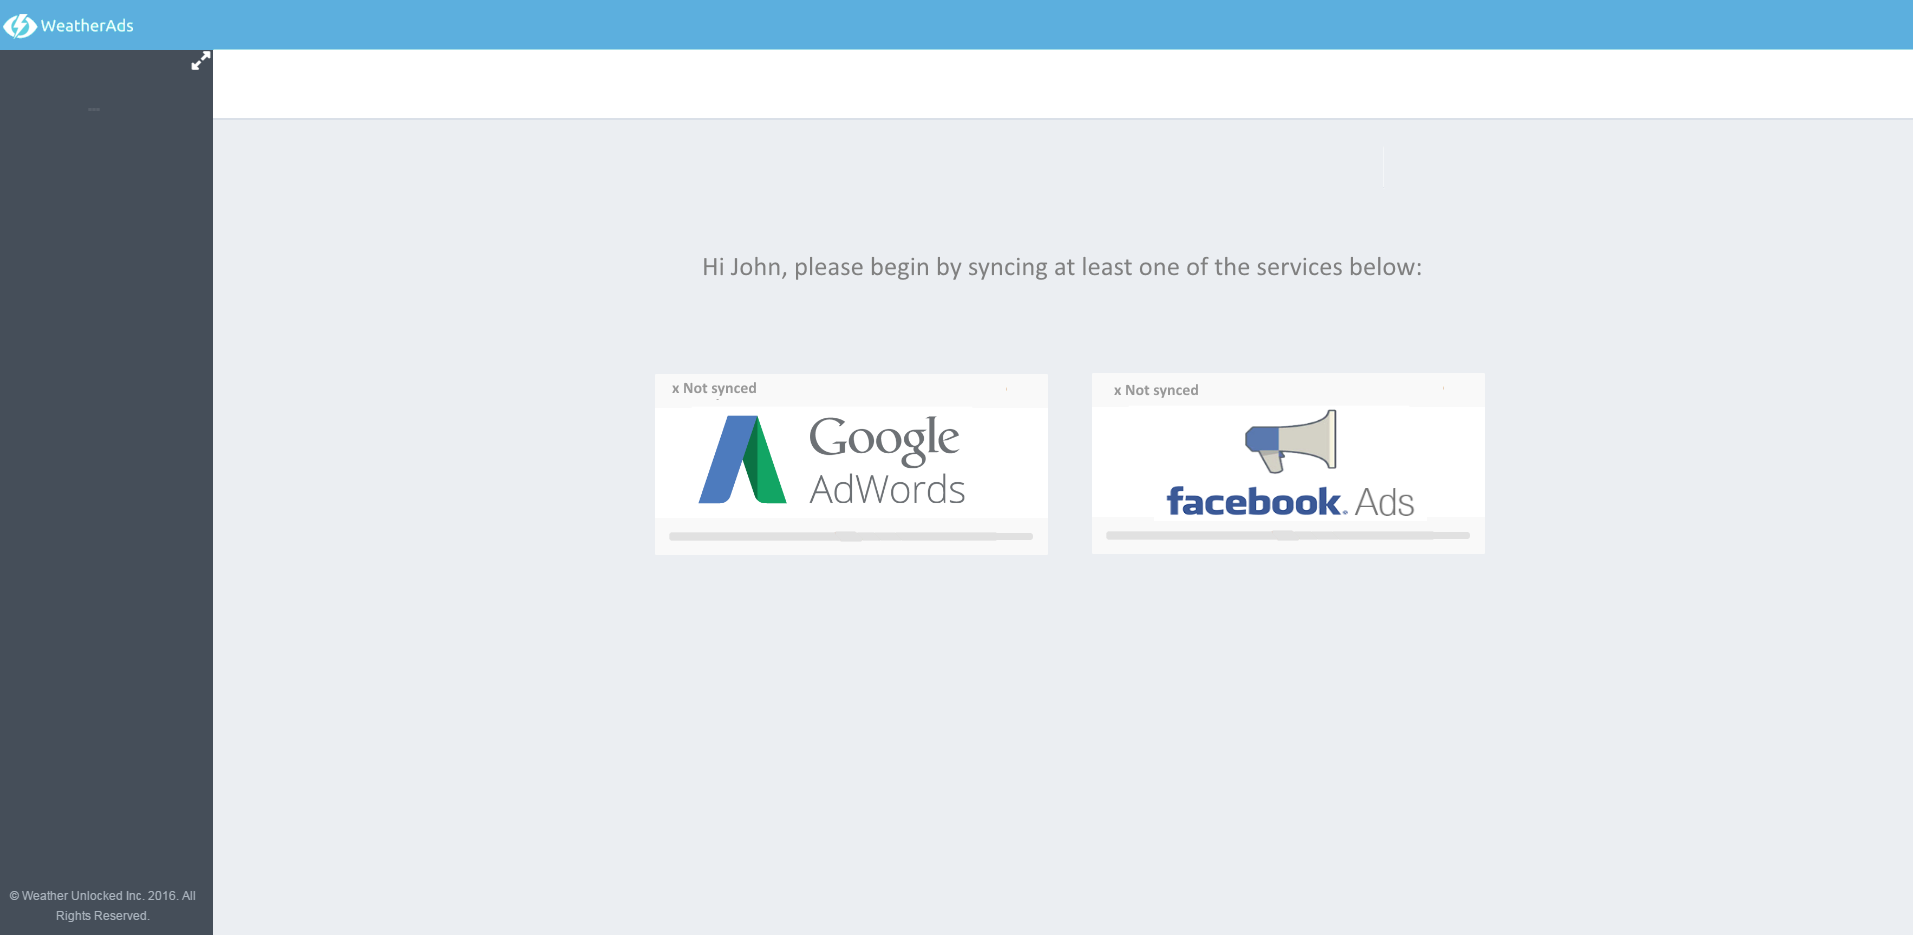 WeatherAds
Hi John, please begin by syncing at least one of the services below:
x Not synced
Google
AdWords
x Not synced
facebook. Ads
© Weather Unlocked Inc. 2016. All
Rights Reserved.